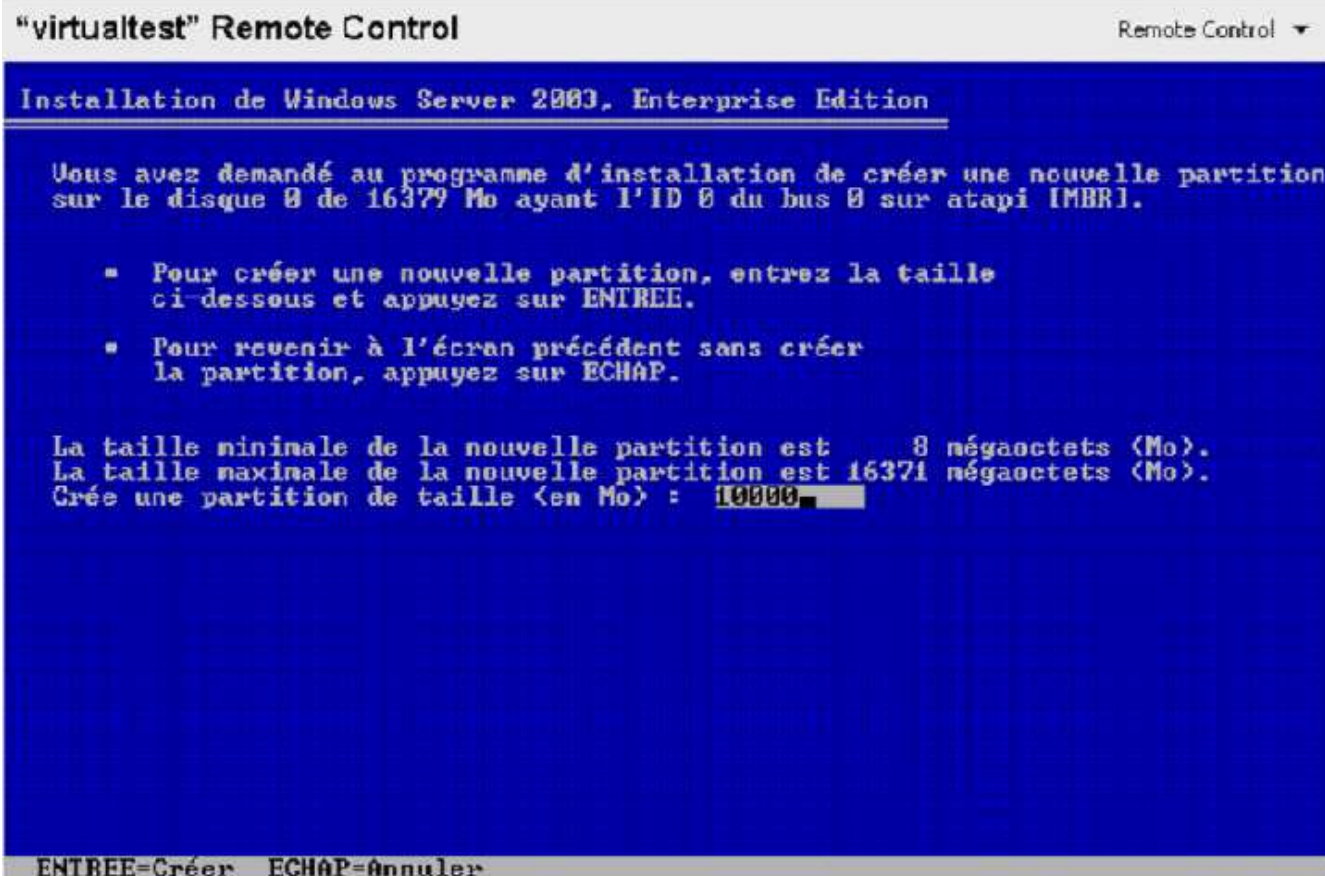 "virtualtest" Remote Control
Remote Control
Installation de Windows Server 2003, Enterprise Edition
Vous avez demandé au programme d'installation de créer une nouvelle partition
sur le disque 0 de 16379 Mo ayant l'ID 0 du bus 0 sur atapi [MBR].
Pour créer une nouvelle partition, entrez la taille
ci-dessous et appuyez sur ENTREE.
Pour revenir à l'écran précédent sans créer
la partition, appuyez sur ECHAP.
La taille minimale de la nouvelle partition est 8 mégaoctets (Mo).
La taille maximale de la nouvelle partition est 16371 mégaoctets (Mo).
Crée une partition de taille (en Mo) : 10000
ENTREE=Créer ECHAP=Annuler